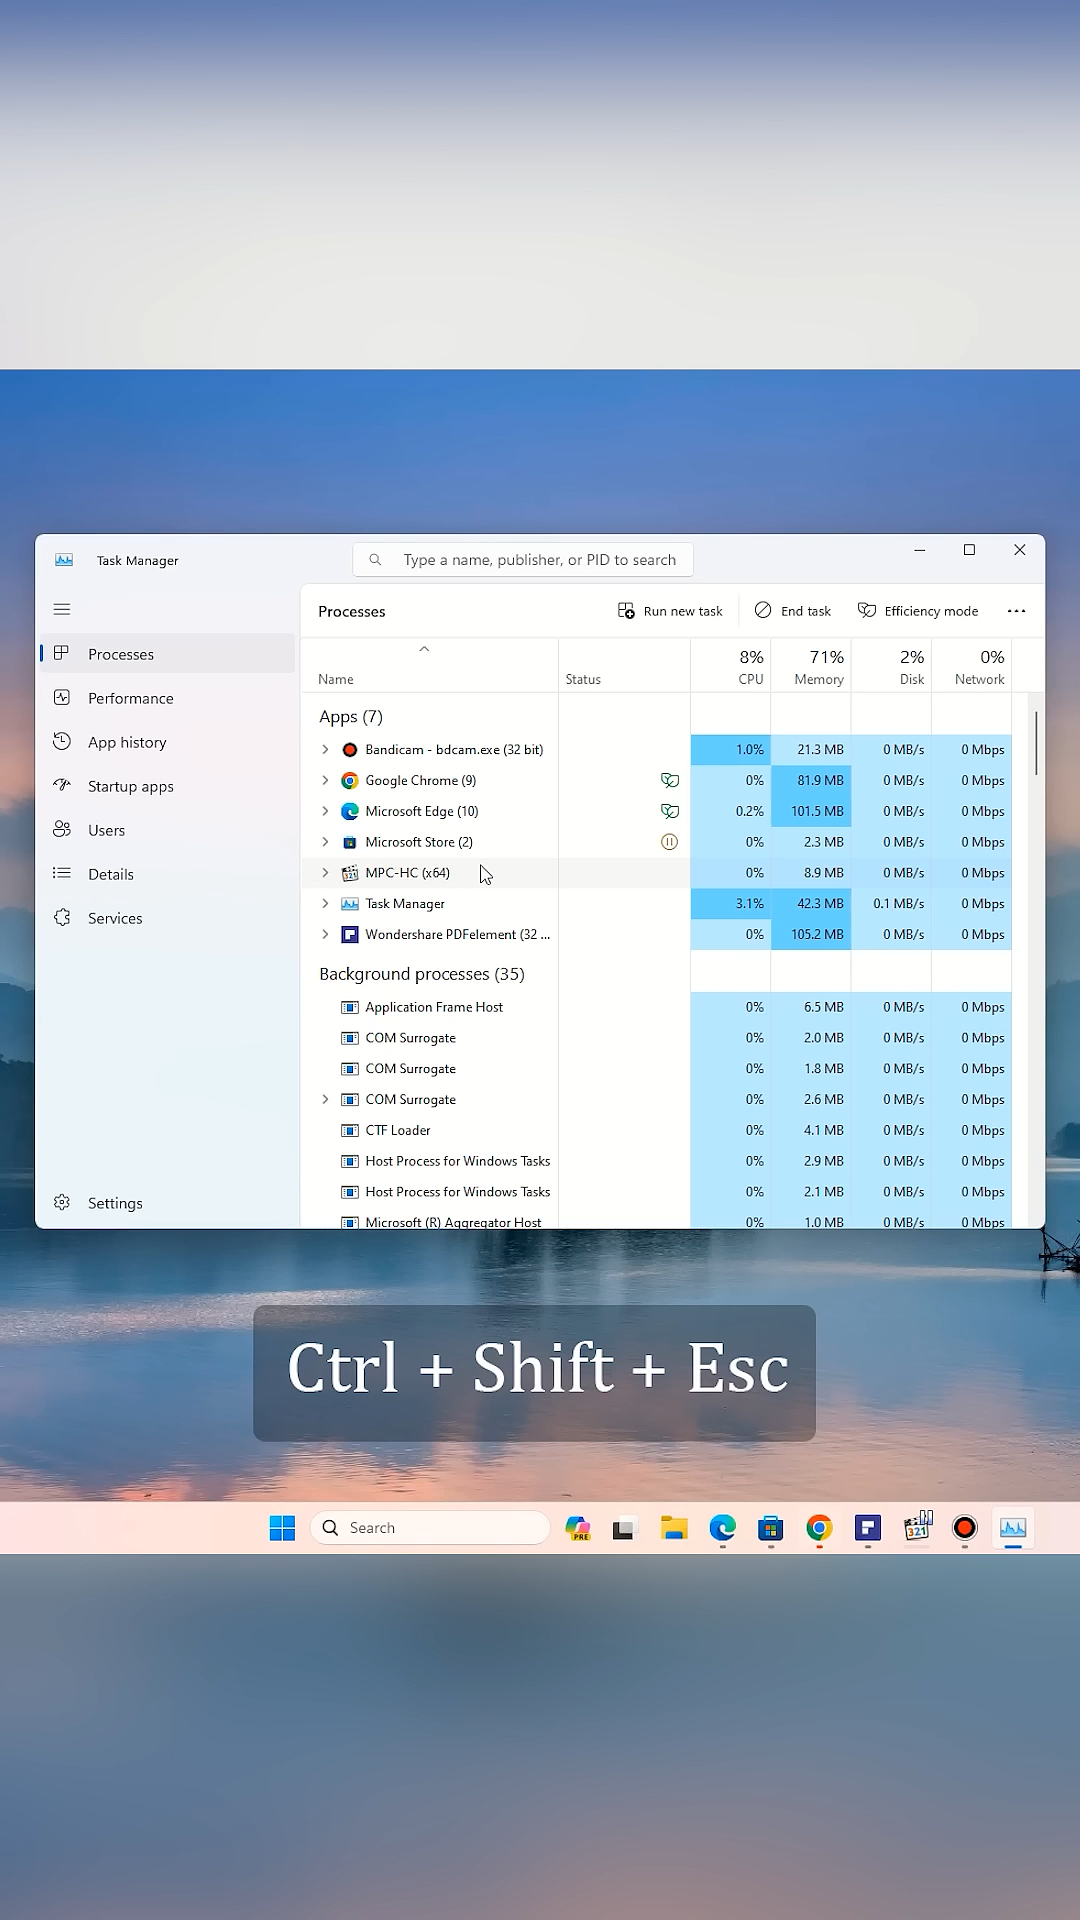 Task Manager
Type a name, publisher, or PID to search
Processes
Run new task
End task
Efficiency mode
Processes
Performance
App history
Startup apps
Users
Details
Services
Settings
8% 71% 2% 0%
Name Status CPU Memory Disk Network
Apps (7)
Bandicam - bdcam.exe (32 bit) 1.0% 21.3 MB 0 MB/s 0 Mbps
Google Chrome (9) 0% 81.9 MB 0 MB/s 0 Mbps
Microsoft Edge (10) 0.2% 101.5 MB 0 MB/s 0 Mbps
Microsoft Store (2) 0% 2.3 MB 0 MB/s 0 Mbps
MPC-HC (x64) 0% 8.9 MB 0 MB/s 0 Mbps
Task Manager 3.1% 42.3 MB 0.1 MB/s 0 Mbps
Wondershare PDFelement (32 ... 0% 105.2 MB 0 MB/s 0 Mbps
Background processes (35)
Application Frame Host 0% 6.5 MB 0 MB/s 0 Mbps
COM Surrogate 0% 2.0 MB 0 MB/s 0 Mbps
COM Surrogate 0% 1.8 MB 0 MB/s 0 Mbps
COM Surrogate 0% 2.6 MB 0 MB/s 0 Mbps
CTF Loader 0% 4.1 MB 0 MB/s 0 Mbps
Host Process for Windows Tasks 0% 2.9 MB 0 MB/s 0 Mbps
Host Process for Windows Tasks 0% 2.1 MB 0 MB/s 0 Mbps
Microsoft (R) Aggregator Host 0% 1.0 MB 0 MB/s 0 Mbps
Ctrl + Shift + Esc
Search
PRE
321